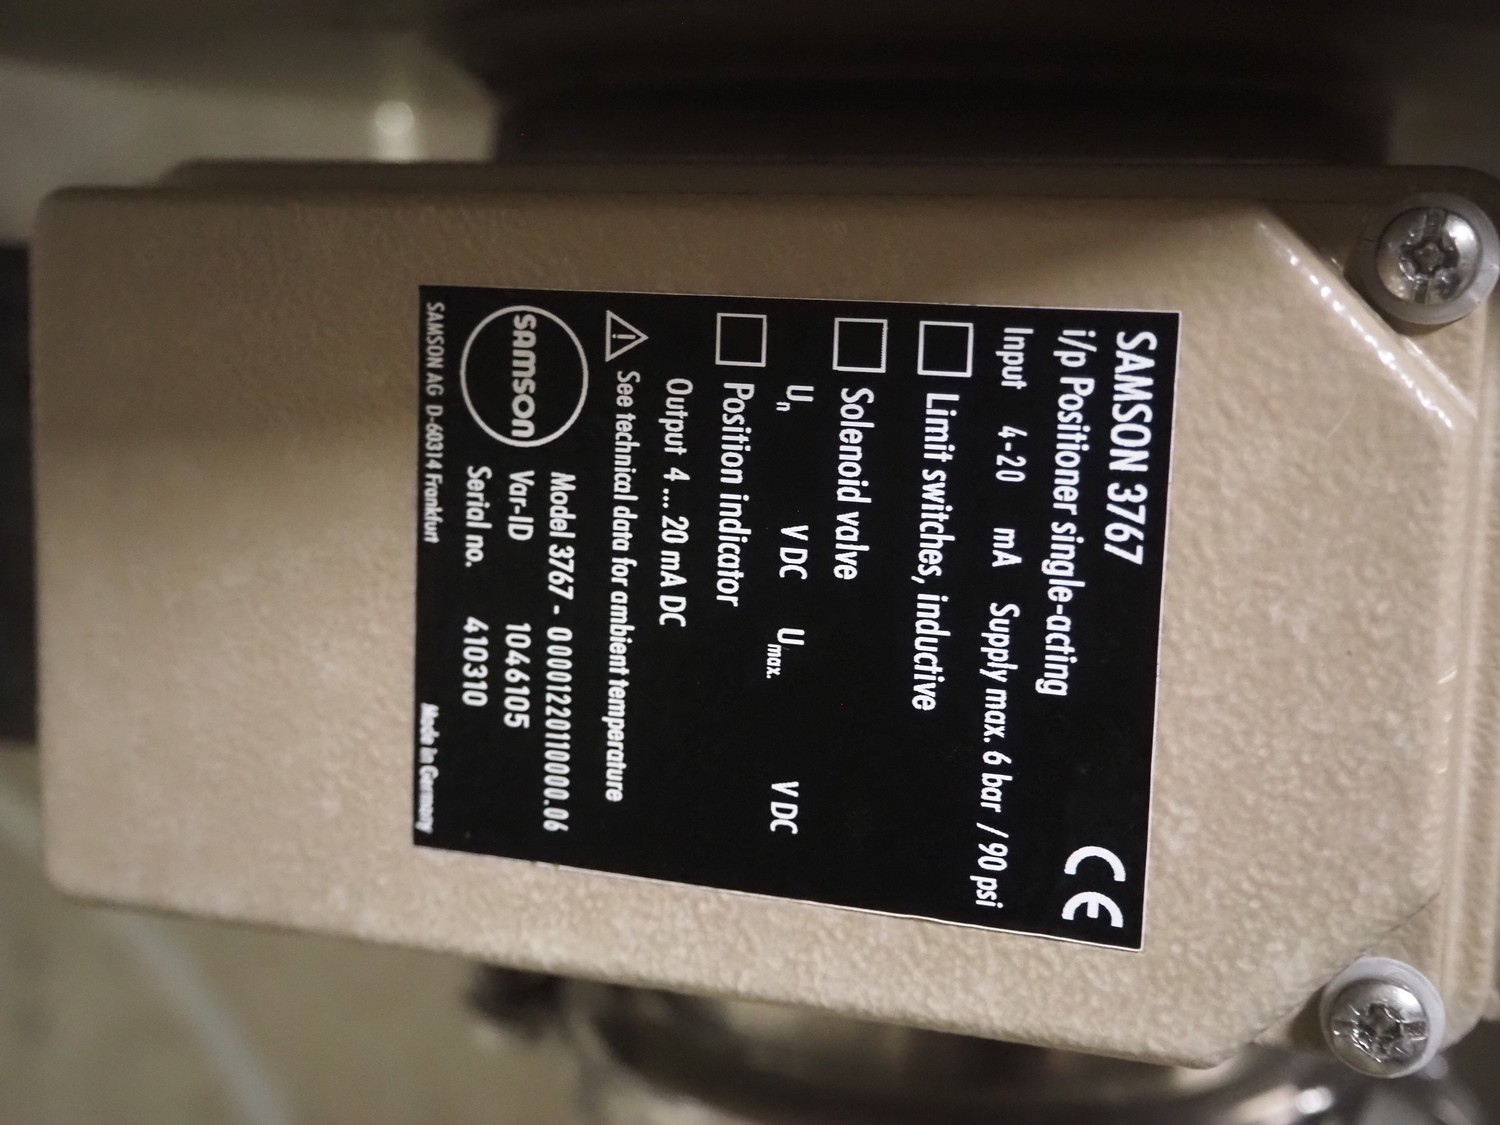 SAMSON 3767
i/p Positioner single-acting
CE
Input 4-20 mA Supply max. 6 bar / 90 psi
Limit switches, inductive
Solenoid valve
Un V DC Umax. V DC
Position indicator
Output 4 ... 20 mA DC
See technical data for ambient temperature
samson
Model 3767 - 00001220110000.06
Var-ID 1046105
Serial no. 410310
SAMSON AG D-60314 Frankfurt Made in Germany